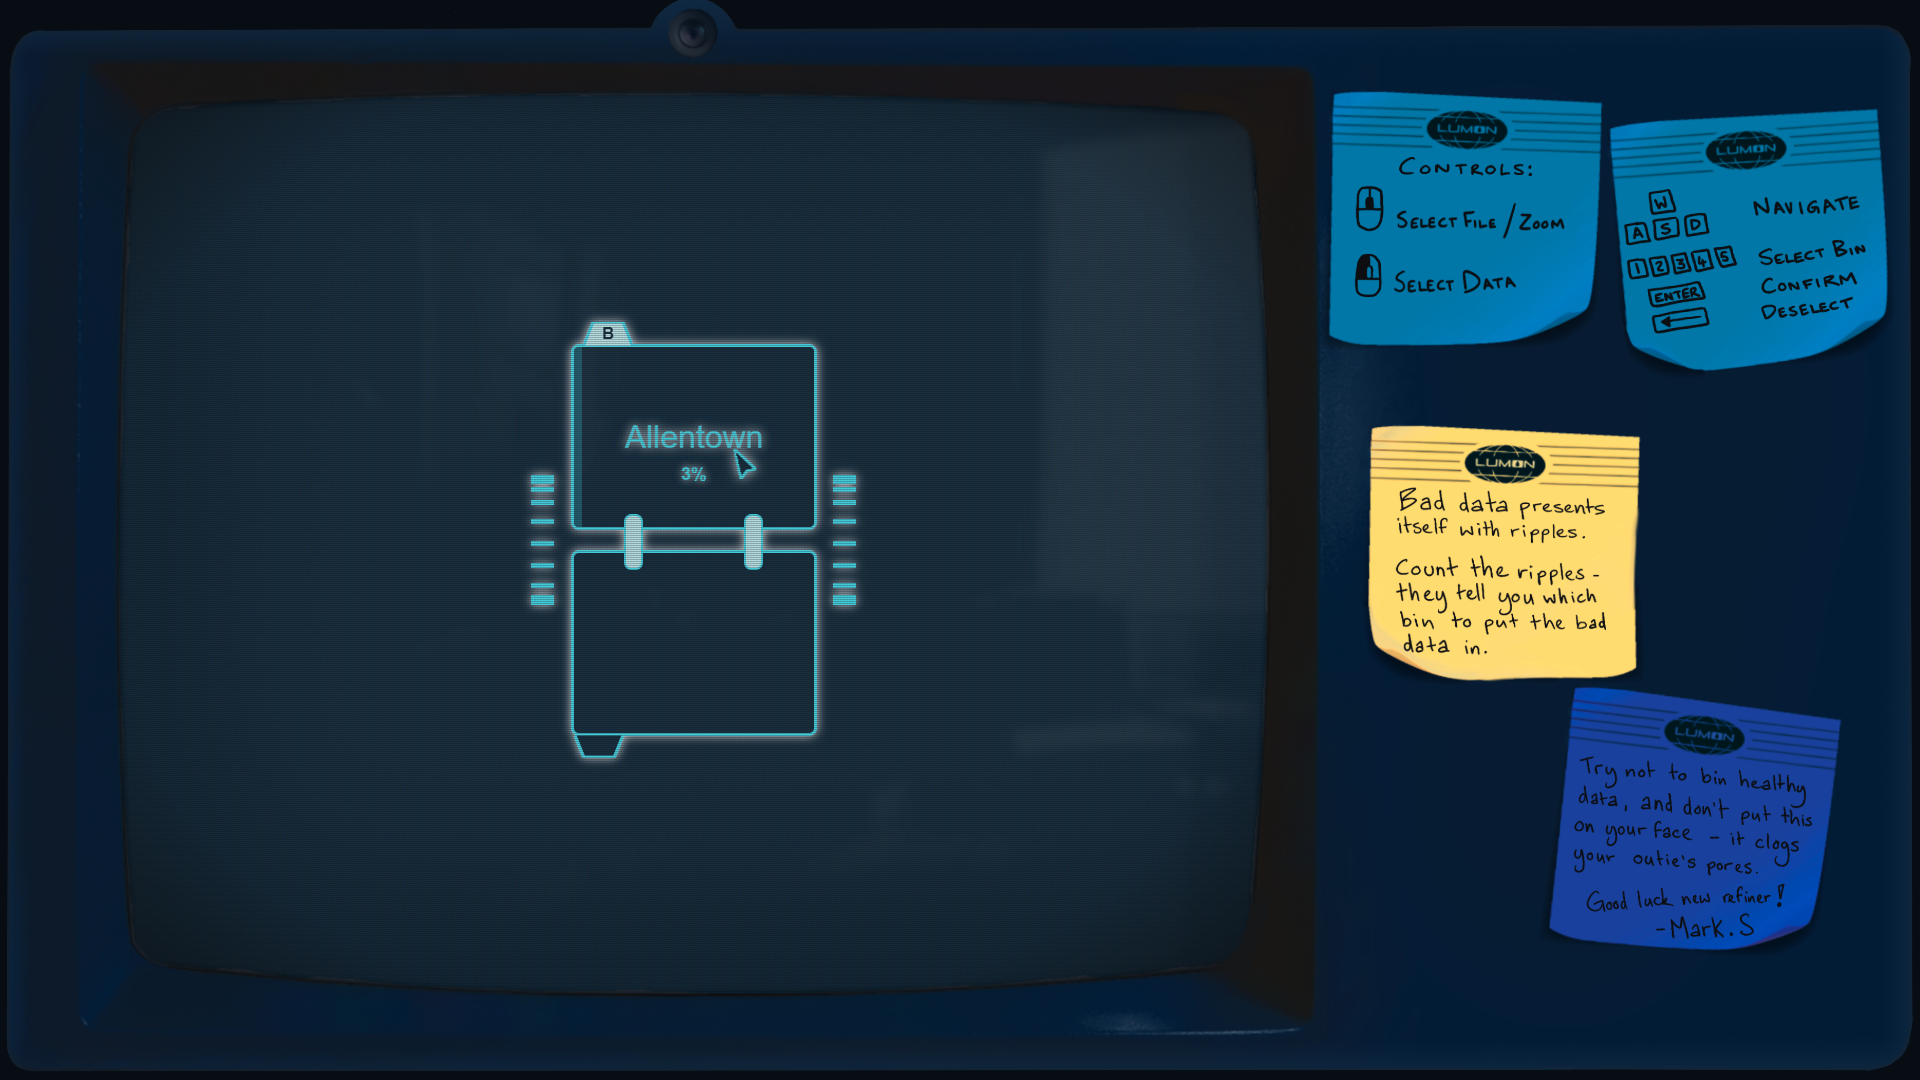 B
Allentown
3%
LUMON
CONTROLS:
SELECT FILE / ZOOM
SELECT DATA
LUMON
W
A S D
NAVIGATE
1 2 3 4 5
SELECT BIN
ENTER
CONFIRM
DESELECT
LUMON
Bad data presents
itself with ripples.
Count the ripples -
they tell you which
bin to put the bad
data in.
LUMON
Try not to bin healthy
data, and don't put this
on your face - it clogs
your outie's pores.
Good luck new refiner!
-Mark.S